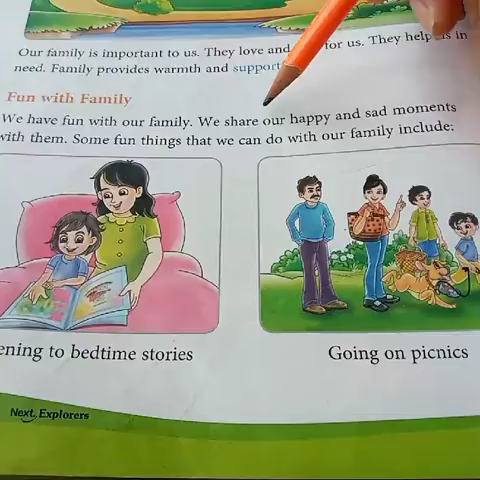 Our family is important to us. They love and for us. They help us in
need. Family provides warmth and support
Fun with Family
We have fun with our family. We share our happy and sad moments
with them. Some fun things that we can do with our family include:
ening to bedtime stories
Going on picnics
Next Explorers